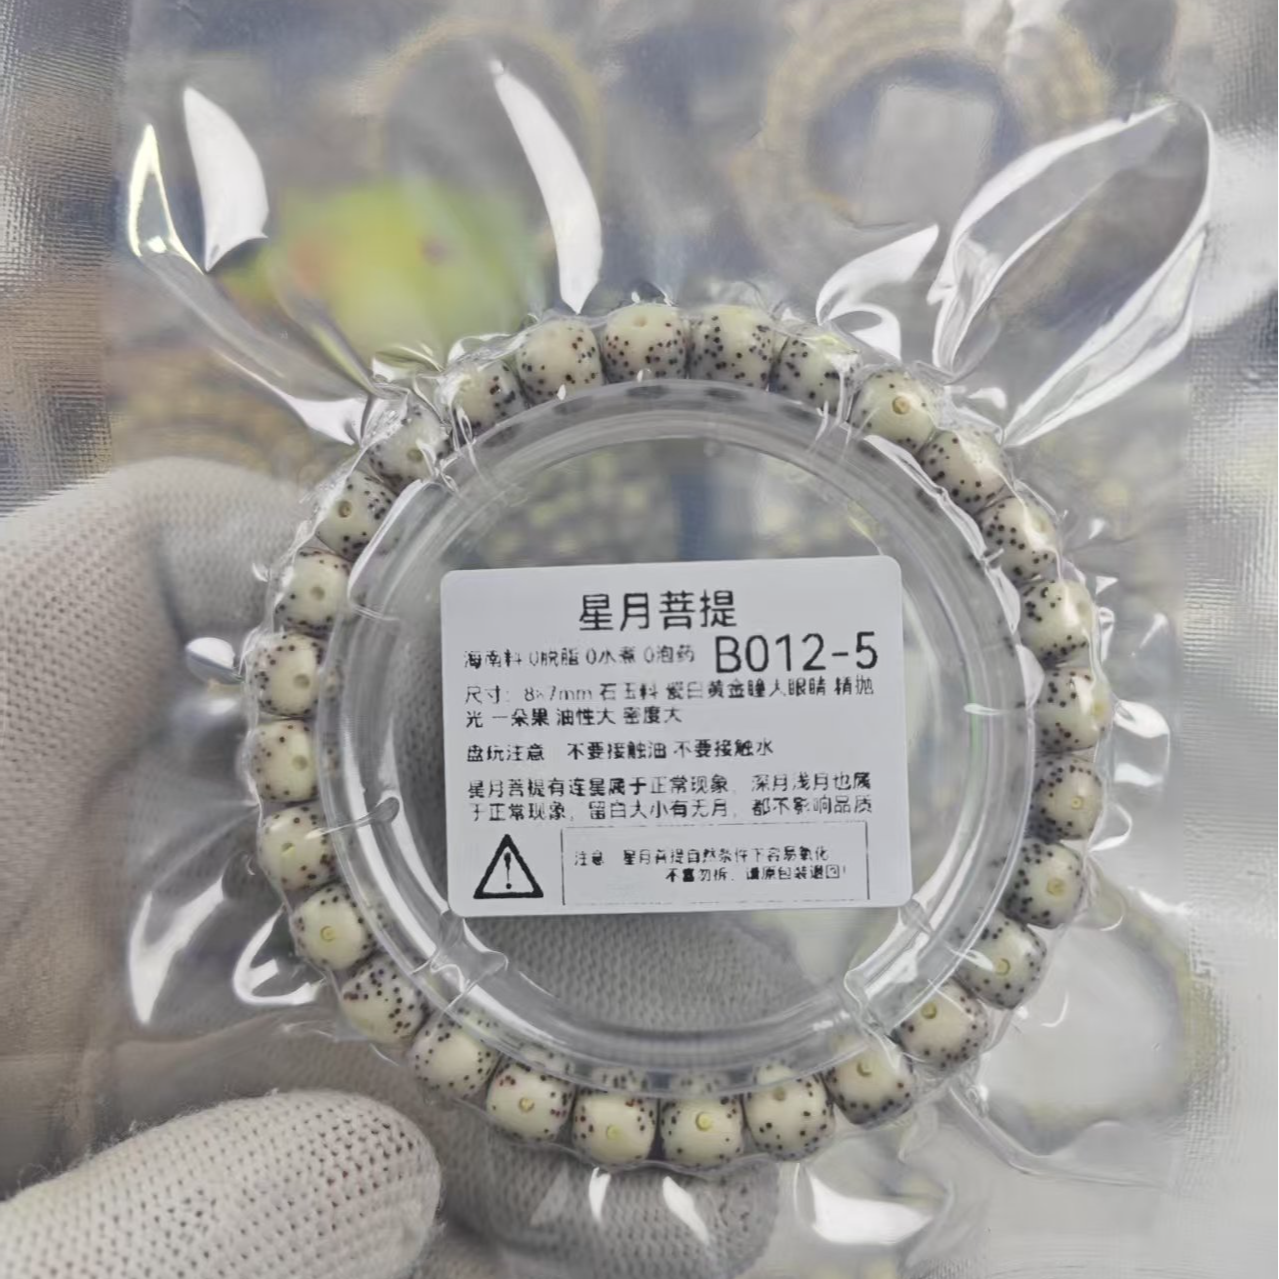 星月菩提
海南料 0脱脂 0水煮 0泡药 B012-5
尺寸: 8*7mm 石玉料 瓷白黄金瞳大眼睛 精抛
光 一朵果 油性大 密度大
盘玩注意 不要接触油 不要接触水
星月菩提有连星属于正常现象，深月浅月也属
于正常现象，留白大小有无月，都不影响品质
注意 星月菩提自然条件下容易氧化
不喜勿拆、请原包装退回!